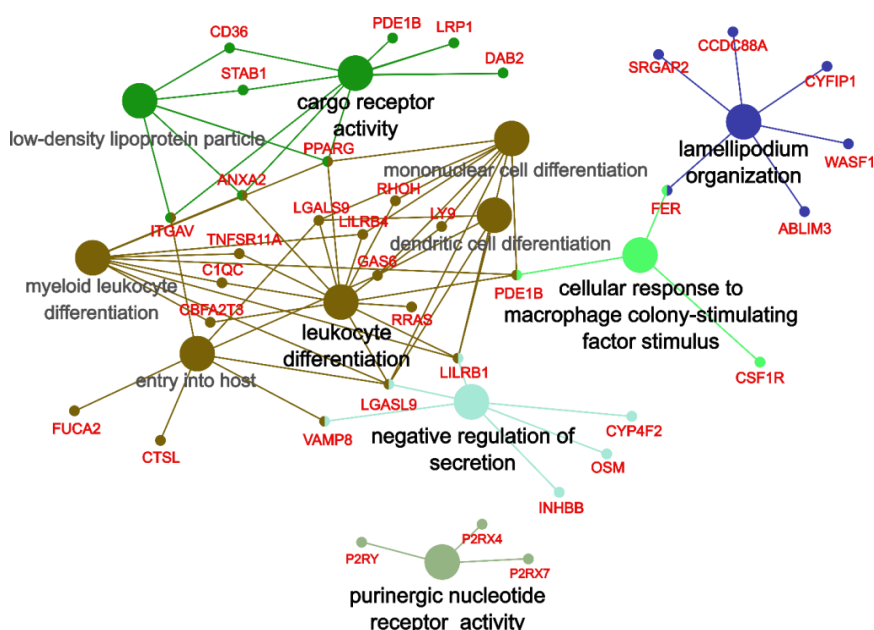 PDE1B
LRP1
CD36
CCDC88A
SRGAP2
DAB2
STAB1
CYFIP1
cargo receptor
activity
low-density lipoprotein particle
PPARG
mononuclear cell differentiation
lamellipodium
organization
WASF1
ANXA2
RHOH
LGALS9
LILRB4
LY9
FER
ABLIM3
ITGAV
TNFSR11A
dendritic cell diferentiation
GAS6
C1QC
PDE1B
myeloid leukocyte
differentiation
cellular response to
macrophage colony-stimulating
factor stimulus
CBFA2T3
leukocyte
differentiation
RRAS
entry into host
LILRB1
CSF1R
LGASL9
FUCA2
VAMP8
CTSL
negative regulation of
secretion
CYP4F2
OSM
INHBB
P2RX4
P2RY
P2RX7
purinergic nucleotide
receptor activity